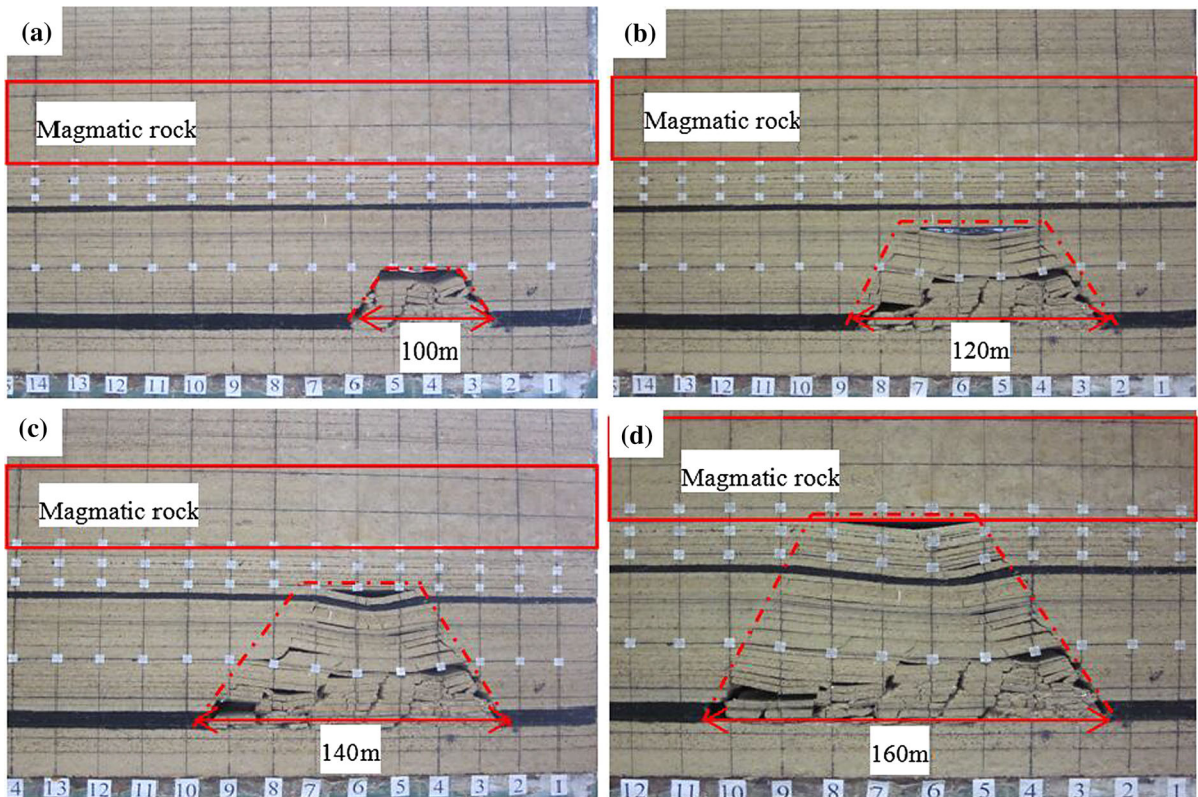 (a)
Magmatic rock
100m
14 13 12 11 10 9 8 7 6 5 4 3 2 1
(b)
Magmatic rock
120m
14 13 12 11 10 9 8 7 6 5 4 3 2 1
(c)
Magmatic rock
140m
4 13 12 11 10 9 8 7 6 5 4 3 2 1
(d)
Magmatic rock
160m
12 11 10 9 8 7 6 5 4 3 2 1